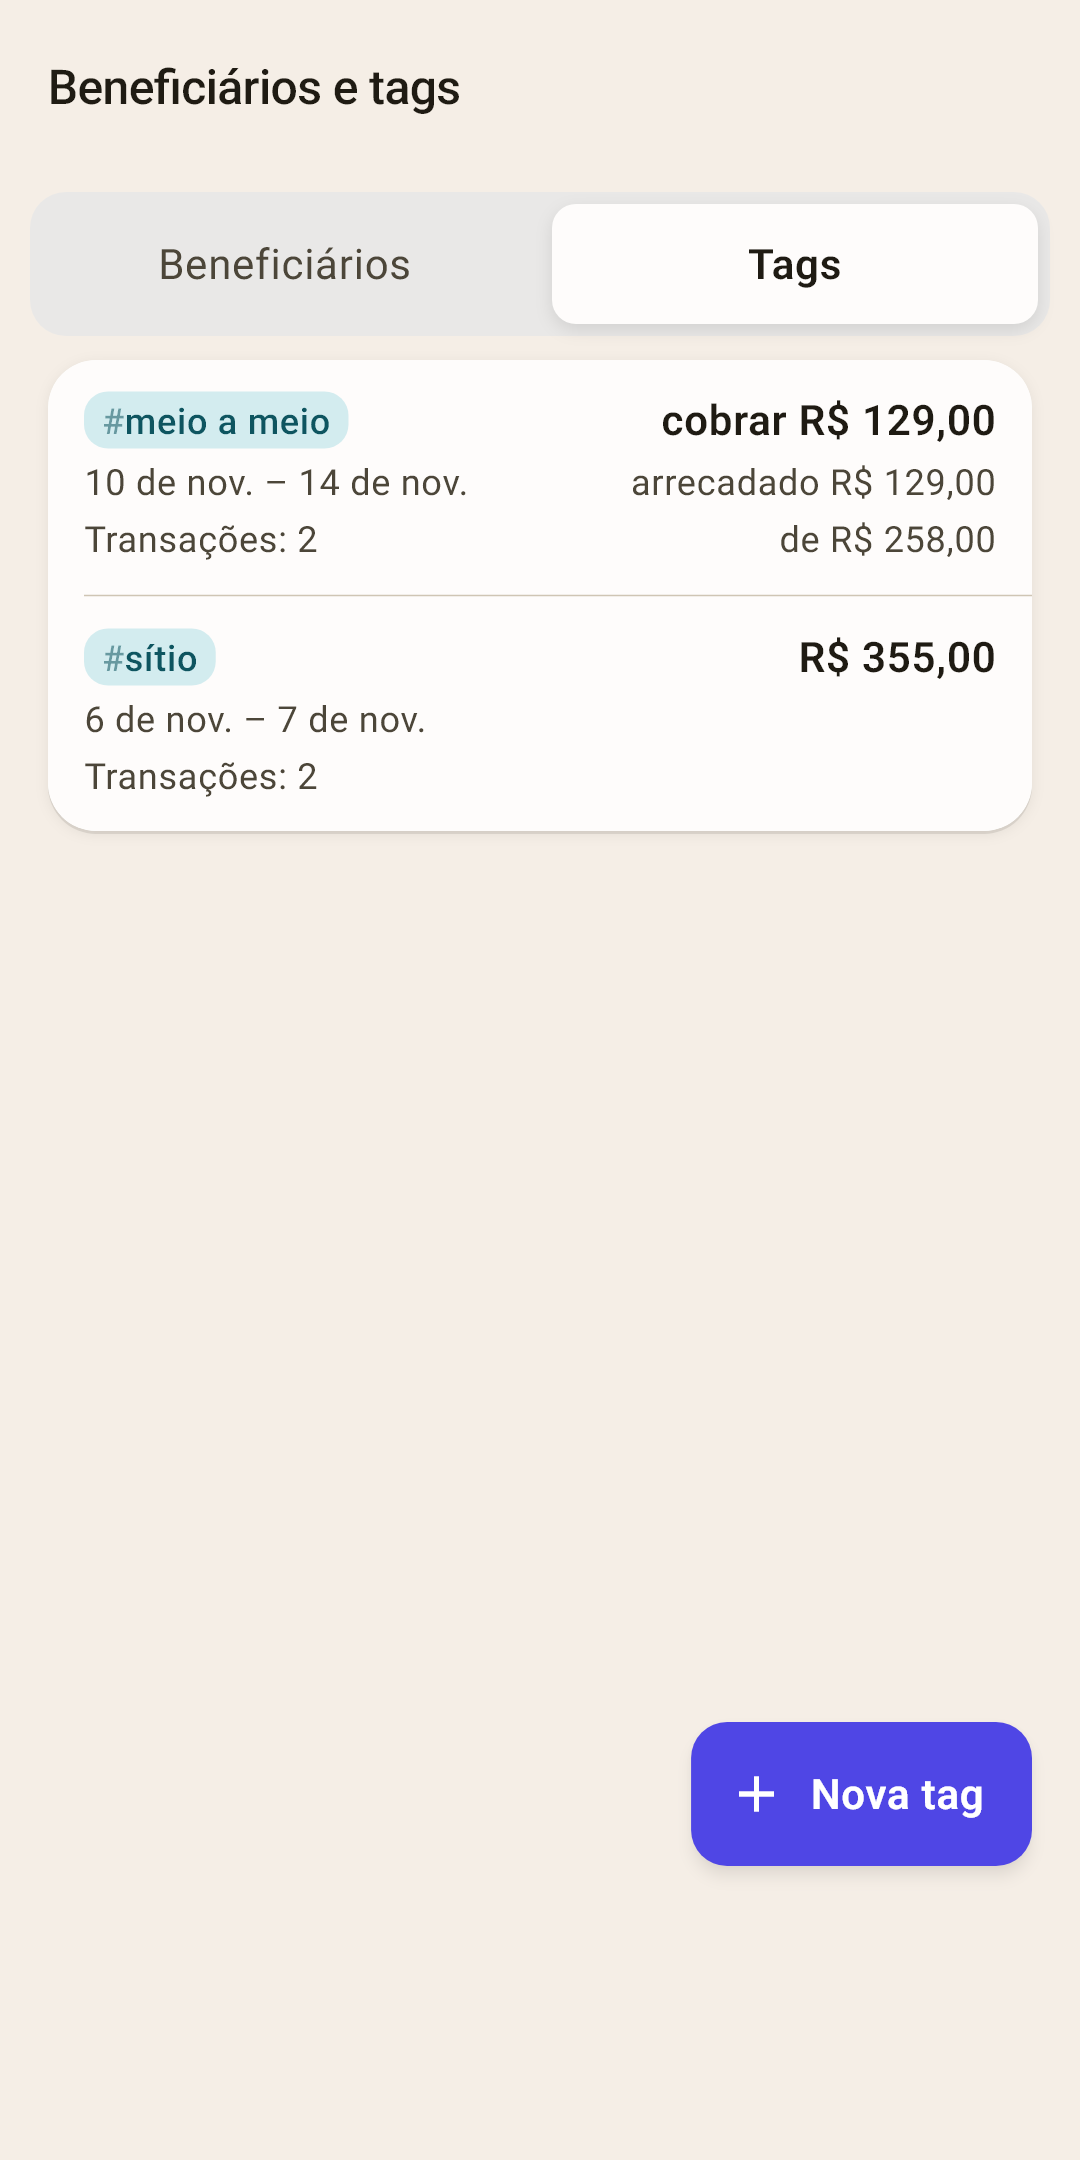 Beneficiários e tags
Beneficiários
Tags
#meio a meio
cobrar R$ 129,00
10 de nov. – 14 de nov.
arrecadado R$ 129,00
Transações: 2
de R$ 258,00
#sítio
R$ 355,00
6 de nov. – 7 de nov.
Transações: 2
+ Nova tag